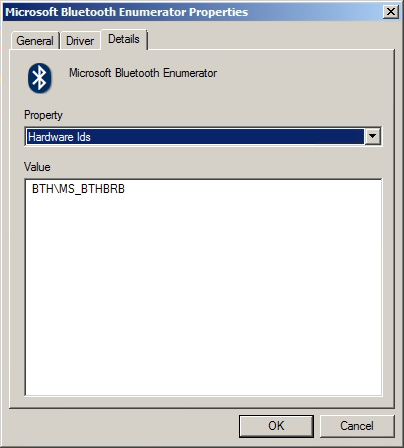 Microsoft Bluetooth Enumerator Properties
General Driver Details
Microsoft Bluetooth Enumerator
Property
Hardware Ids
Value
BTH\MS_BTHBRB
OK Cancel